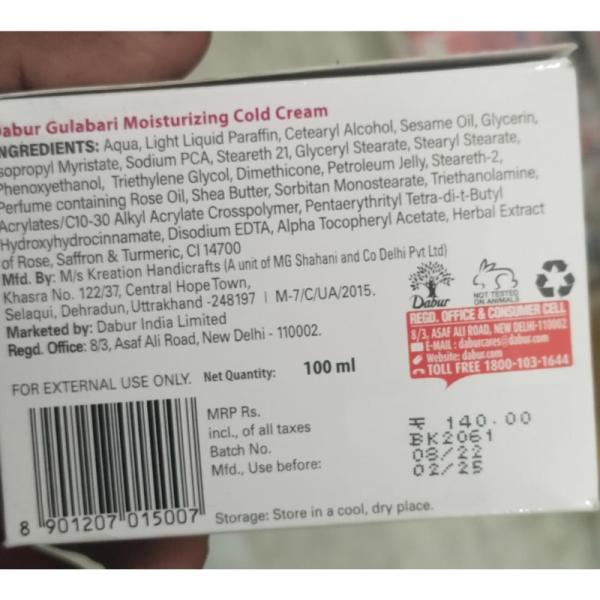 abur Gulabari Moisturizing Cold Cream
NGREDIENTS: Aqua, Light Liquid Paraffin, Cetearyl Alcohol, Sesame Oil, Glycerin,
sopropyl Myristate, Sodium PCA, Steareth 21, Glyceryl Stearate, Stearyl Stearate,
Phenoxyethanol, Triethylene Glycol, Dimethicone, Petroleum Jelly, Steareth-2,
Perfume containing Rose Oil, Shea Butter, Sorbitan Monostearate, Triethanolamine,
Acrylates/C10-30 Alkyl Acrylate Crosspolymer, Pentaerythrityl Tetra-di-t-Butyl
Hydroxyhydrocinnamate, Disodium EDTA, Alpha Tocopheryl Acetate, Herbal Extract
of Rose, Saffron & Turmeric, CI 14700
Mfd. By: M/s Kreation Handicrafts (A unit of MG Shahani and Co Delhi Pvt Ltd)
Khasra No. 122/37, Central Hope Town,
Selaqui, Dehradun, Uttrakhand -248197 | M-7/C/UA/2015.
Marketed by: Dabur India Limited
Regd. Office: 8/3, Asaf Ali Road, New Delhi - 110002.
Dabur
NOT TESTED
ON ANIMALS
REGD. OFFICE & CONSUMER CELL
8/3, ASAF ALI ROAD, NEW DELHI-110002
E-MAIL : daburcares@dabur.com
Website: dabur.com
TOLL FREE 1800-103-1644
FOR EXTERNAL USE ONLY. Net Quantity: 100 ml
MRP Rs. ₹ 140.00
incl., of all taxes
Batch No. BK2061
Mfd., Use before: 08/22
02/25
8 901207 015007
Storage: Store in a cool, dry place.